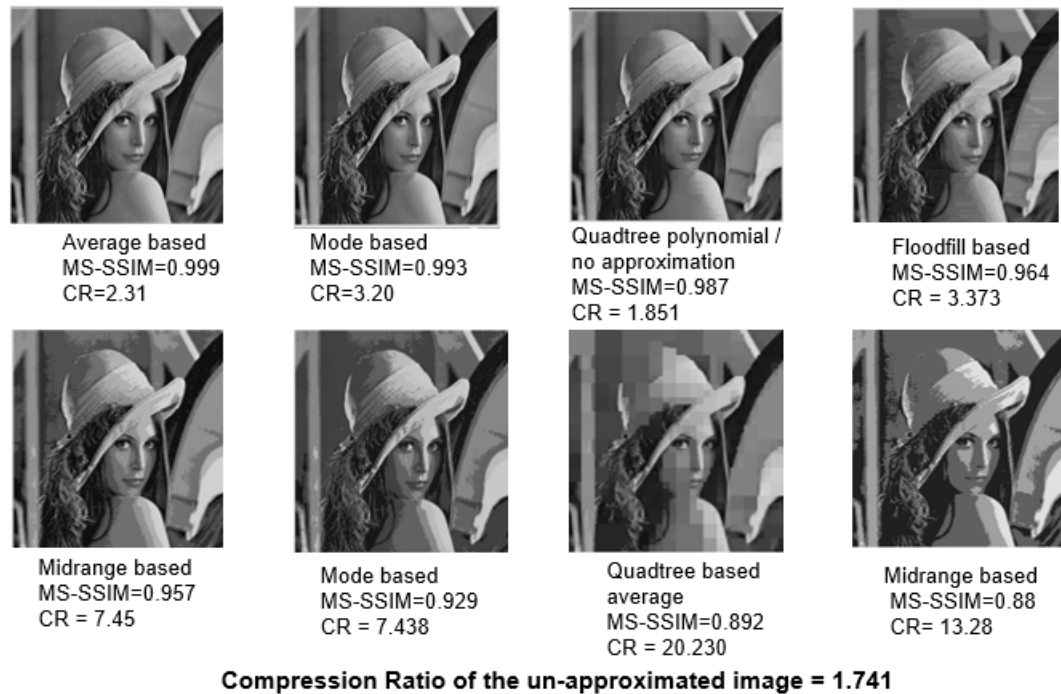 Average based
MS-SSIM=0.999
CR=2.31
Mode based
MS-SSIM=0.993
CR=3.20
Quadtree polynomial /
no approximation
MS-SSIM=0.987
CR = 1.851
Floodfill based
MS-SSIM=0.964
CR = 3.373
Midrange based
MS-SSIM=0.957
CR = 7.45
Mode based
MS-SSIM=0.929
CR = 7.438
Quadtree based
average
MS-SSIM=0.892
CR = 20.230
Midrange based
MS-SSIM=0.88
CR= 13.28
Compression Ratio of the un-approximated image = 1.741